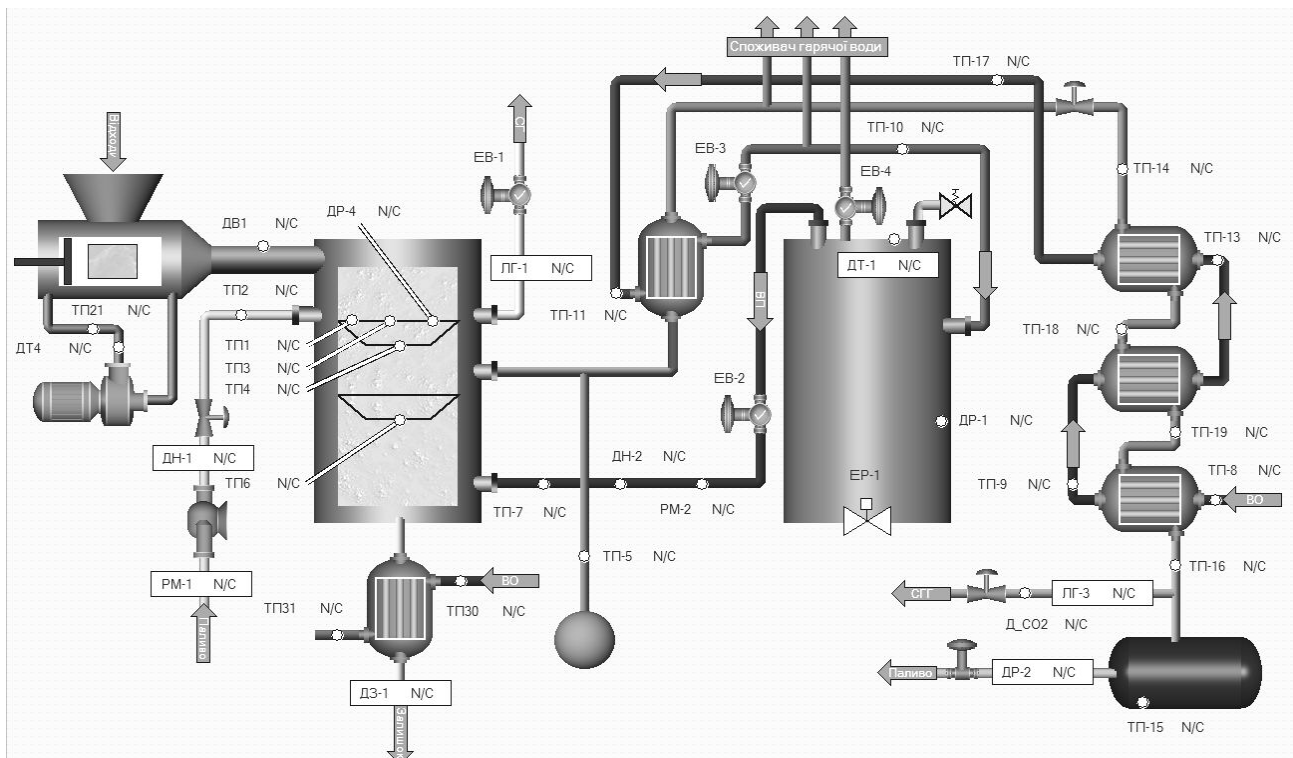 Споживач гарячої води
ТП-17 N/C
Відходу
СГ
ТП-10 N/C
ЕВ-1
ЕВ-3
ЕВ-4
ТП-14 N/C
ДР-4 N/C
ДВ1 N/C
ТП-13 N/C
ЛГ-1 N/C
ДТ-1 N/C
ТП2 N/C
ВП
ТП21 N/C
ТП-11 N/C
ТП-18 N/C
ДТ4 N/C
ТП1 N/C
ТП3 N/C
ТП4 N/C
ЕВ-2
ДР-1 N/C
ТП-19 N/C
ДН-1 N/C
ДН-2 N/C
ТП6 N/C
ЕР-1
ТП-9 N/C
ТП-8 N/C
ВО
ТП-7 N/C
РМ-2 N/C
ТП-5 N/C
ТП-16 N/C
РМ-1 N/C
ВО
СГГ
ЛГ-3 N/C
ТП31 N/C
ТП30 N/C
Д_СО2 N/C
Паливо
Паливо
ДР-2 N/C
ДЗ-1 N/C
Запишок
ТП-15 N/C